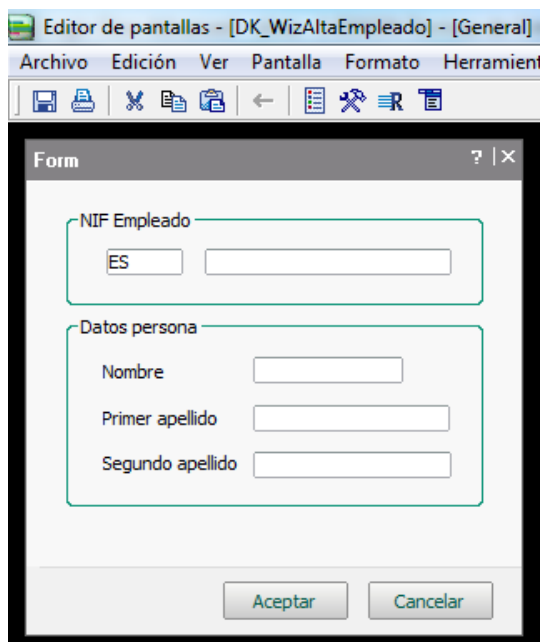 Editor de pantallas - [DK_WizAltaEmpleado] - [General]
Archivo Edición Ver Pantalla Formato Herramient
Form
NIF Empleado
ES
Datos persona
Nombre
Primer apellido
Segundo apellido
Aceptar Cancelar